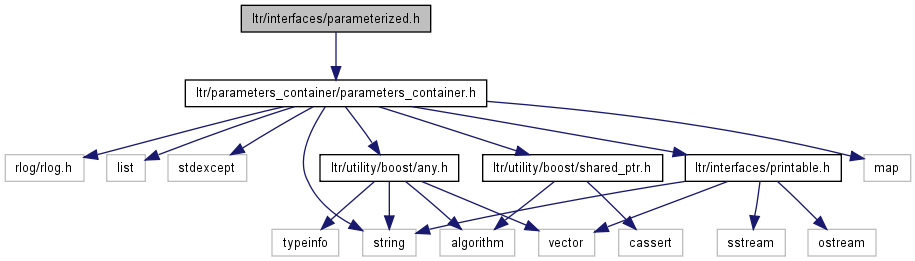 ltr/interfaces/parameterized.h
ltr/parameters_container/parameters_container.h
rlog/rlog.h
list
stdexcept
ltr/utility/boost/any.h
ltr/utility/boost/shared_ptr.h
ltr/interfaces/printable.h
map
typeinfo
string
algorithm
vector
cassert
sstream
ostream